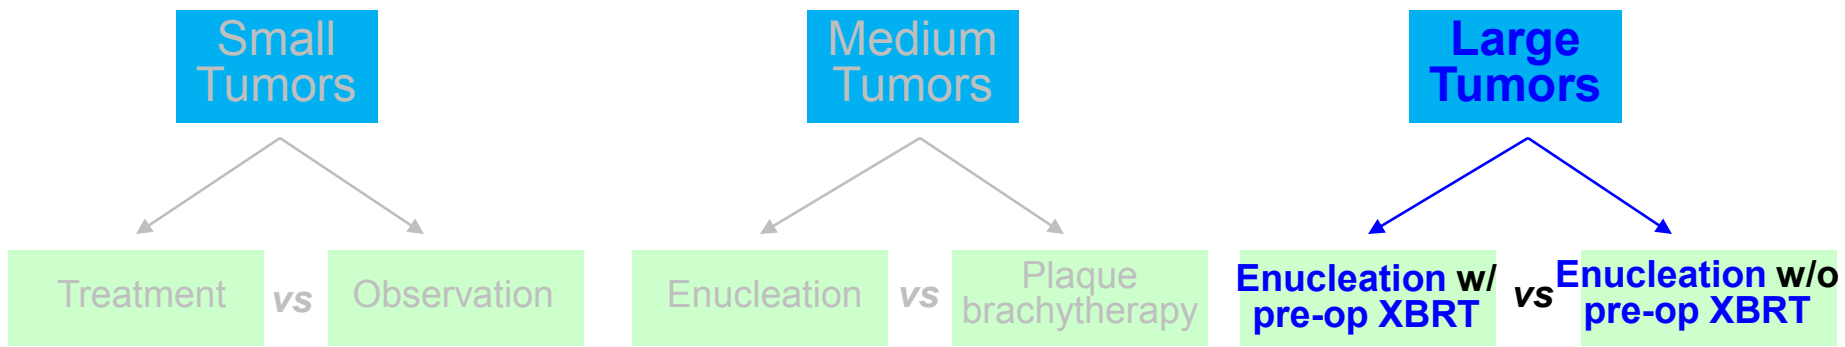 Small
Tumors
Medium
Tumors
Large
Tumors
Treatment
vs
Observation
Enucleation
vs
Plaque
brachytherapy
Enucleation w/
pre-op XBRT
vs
Enucleation w/o
pre-op XBRT